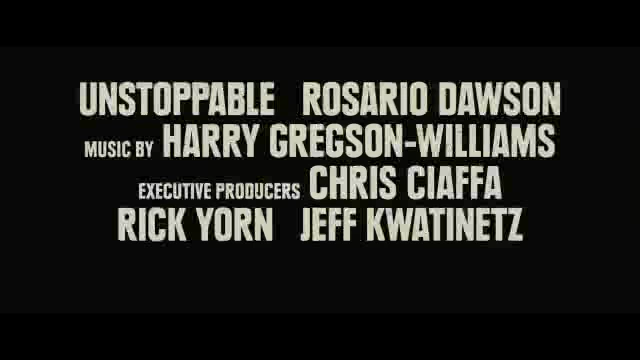 UNSTOPPABLE ROSARIO DAWSON
MUSIC BY HARRY GREGSON-WILLIAMS
EXECUTIVE PRODUCERS CHRIS CIAFFA
RICK YORN JEFF KWATINETZ